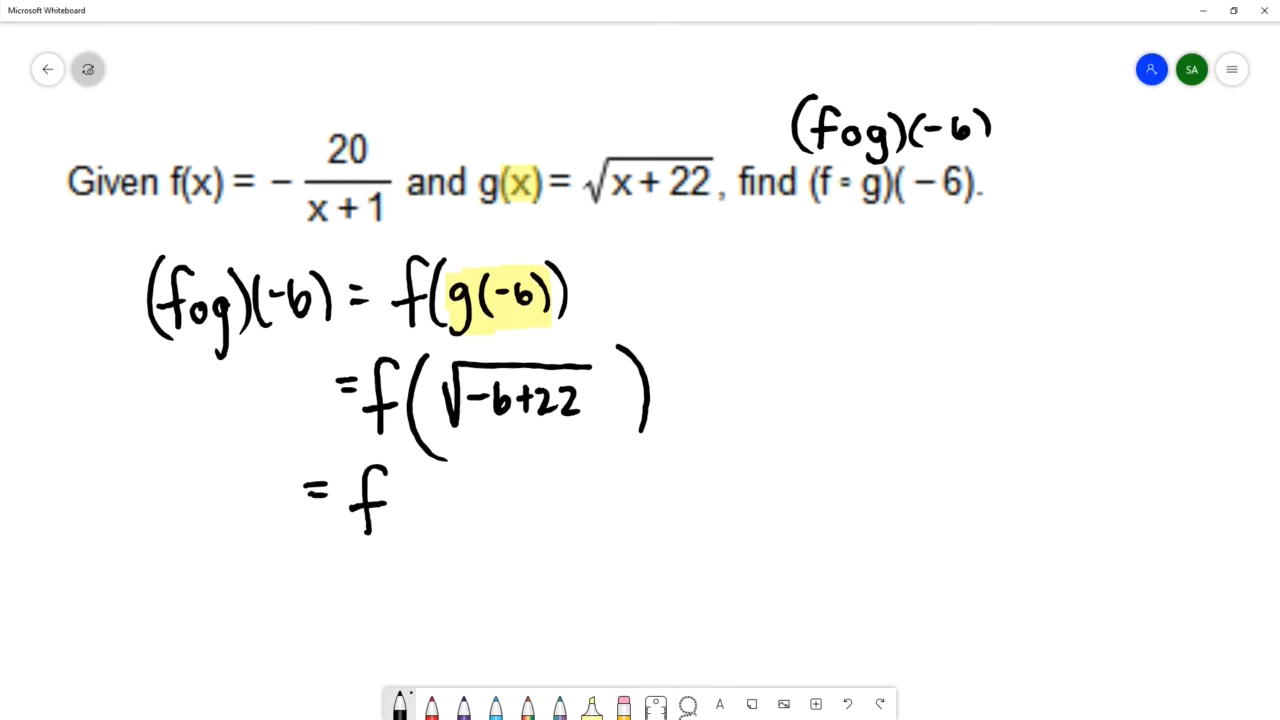 Microsoft Whiteboard
SA
(fog)(-6)
Given f(x) = - 20/(x + 1) and g(x) = √(x + 22), find (f ∘ g)( - 6).
(fog)(-6) = f(g(-6))
= f(√(-6+22))
= f
A